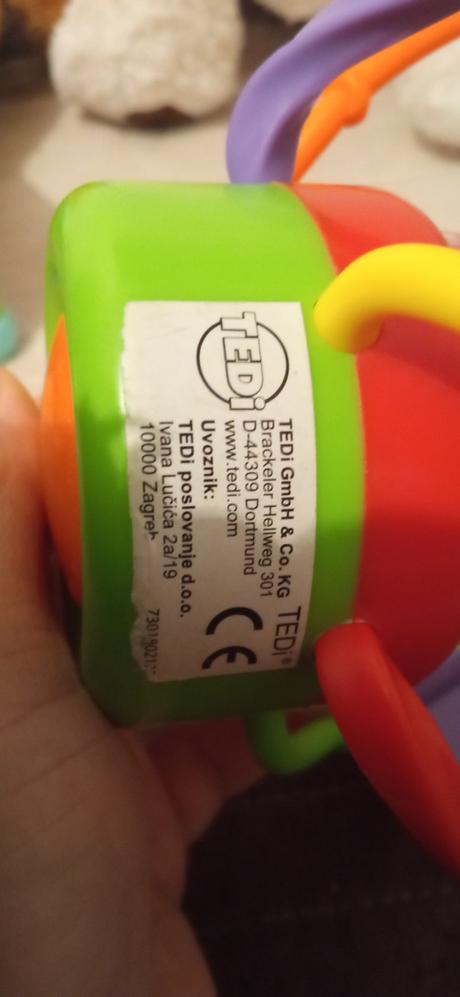 TEDi
TEDi GmbH & Co. KG
Brackeler Hellweg 301
D-44309 Dortmund
www.tedi.com
TEDi®
CE
Uvoznik:
TEDi poslovanje d.o.o.
Ivana Lučića 2a/19
10000 Zagreb